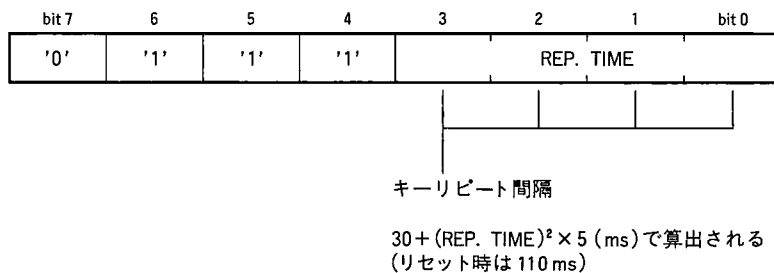 bit 7 6 5 4 3 2 1 bit 0
'0' '1' '1' '1' REP. TIME
キーリピート間隔
30+(REP. TIME)²×5 (ms)で算出される
(リセット時は110 ms)